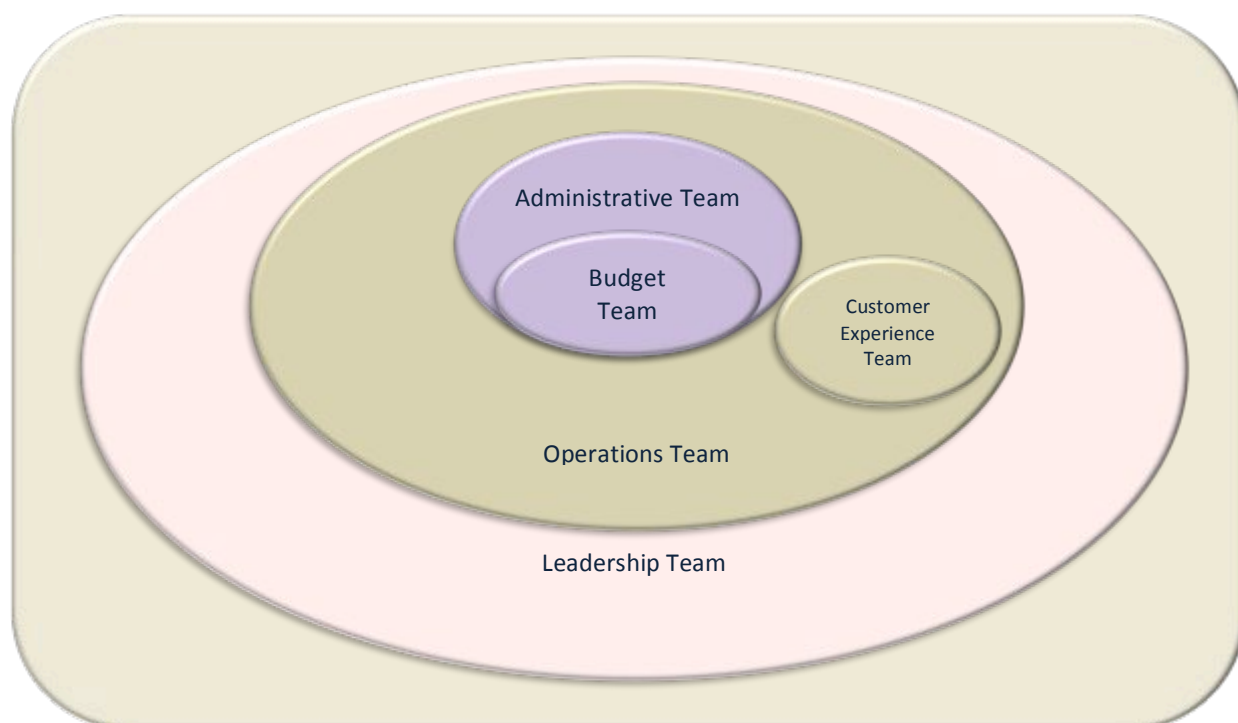 Administrative Team
Budget
Team
Customer
Experience
Team
Operations Team
Leadership Team